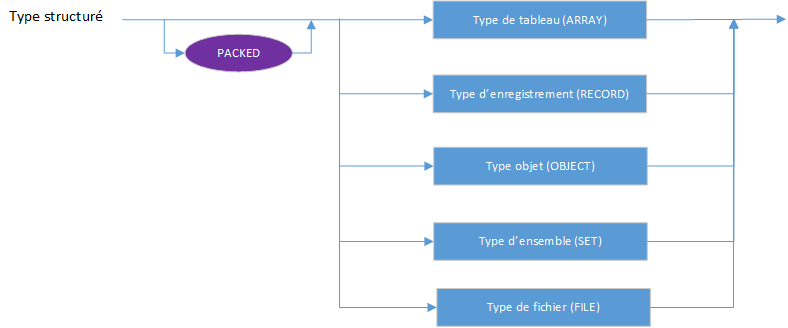 Type structuré
PACKED
Type de tableau (ARRAY)
Type d’enregistrement (RECORD)
Type objet (OBJECT)
Type d’ensemble (SET)
Type de fichier (FILE)